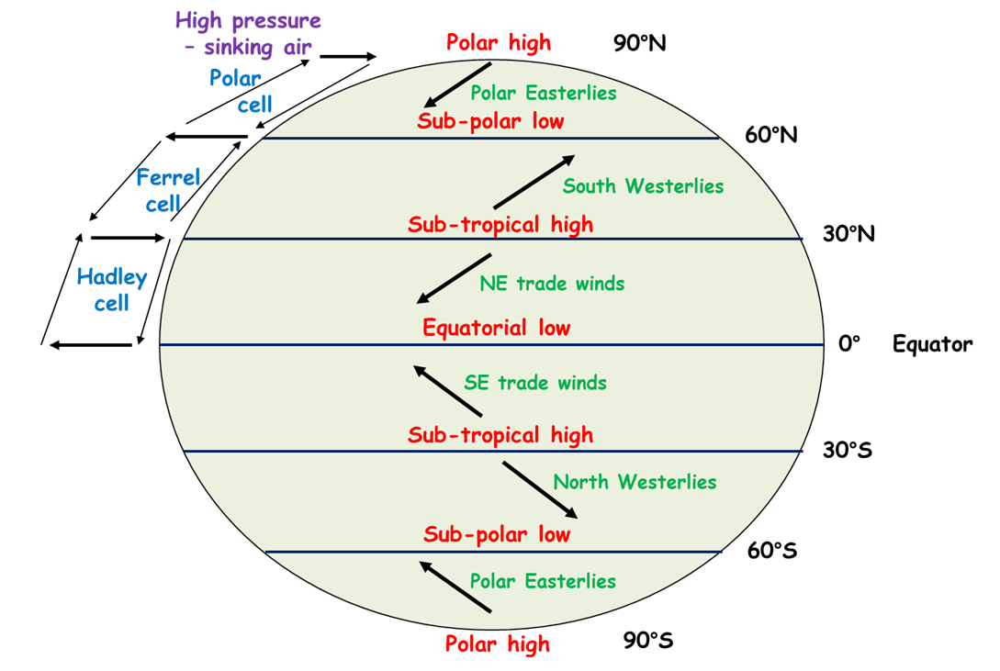 High pressure
– sinking air
Polar high
90°N
Polar
cell
Polar Easterlies
Sub-polar low
60°N
Ferrel
cell
South Westerlies
Sub-tropical high
30°N
Hadley
cell
NE trade winds
Equatorial low
0°
Equator
SE trade winds
Sub-tropical high
30°S
North Westerlies
Sub-polar low
60°S
Polar Easterlies
Polar high
90°S